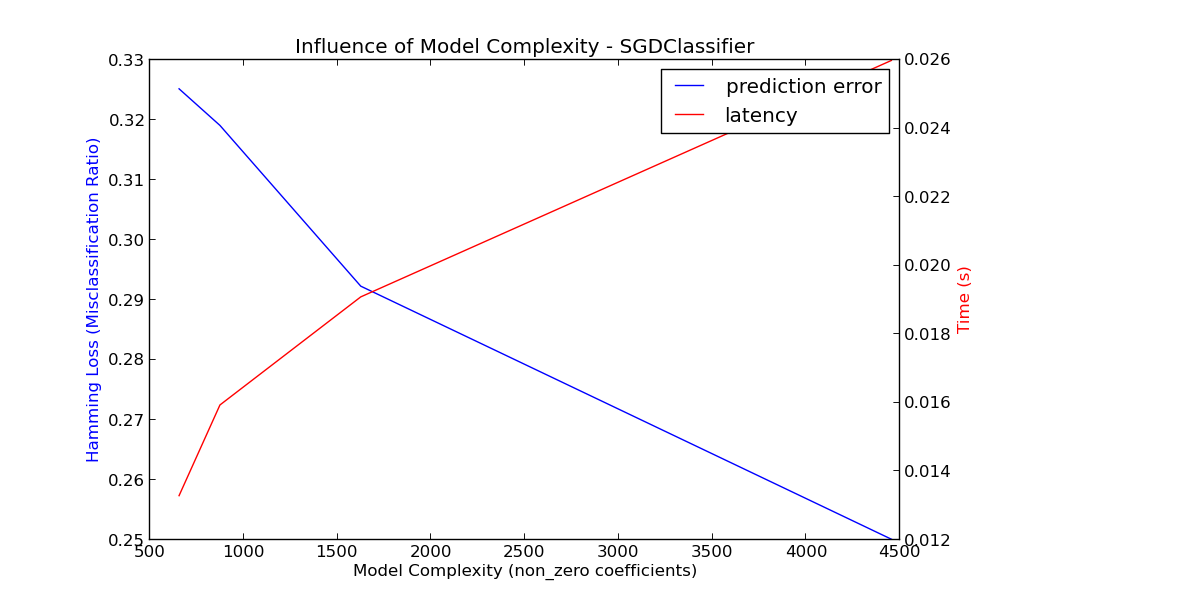 Influence of Model Complexity - SGDClassifier
prediction error
latency
0.33
0.32
0.31
0.30
0.29
0.28
0.27
0.26
0.25
Hamming Loss (Misclassification Ratio)
0.026
0.024
0.022
0.020
0.018
0.016
0.014
0.012
Time (s)
500 1000 1500 2000 2500 3000 3500 4000 4500
Model Complexity (non_zero coefficients)